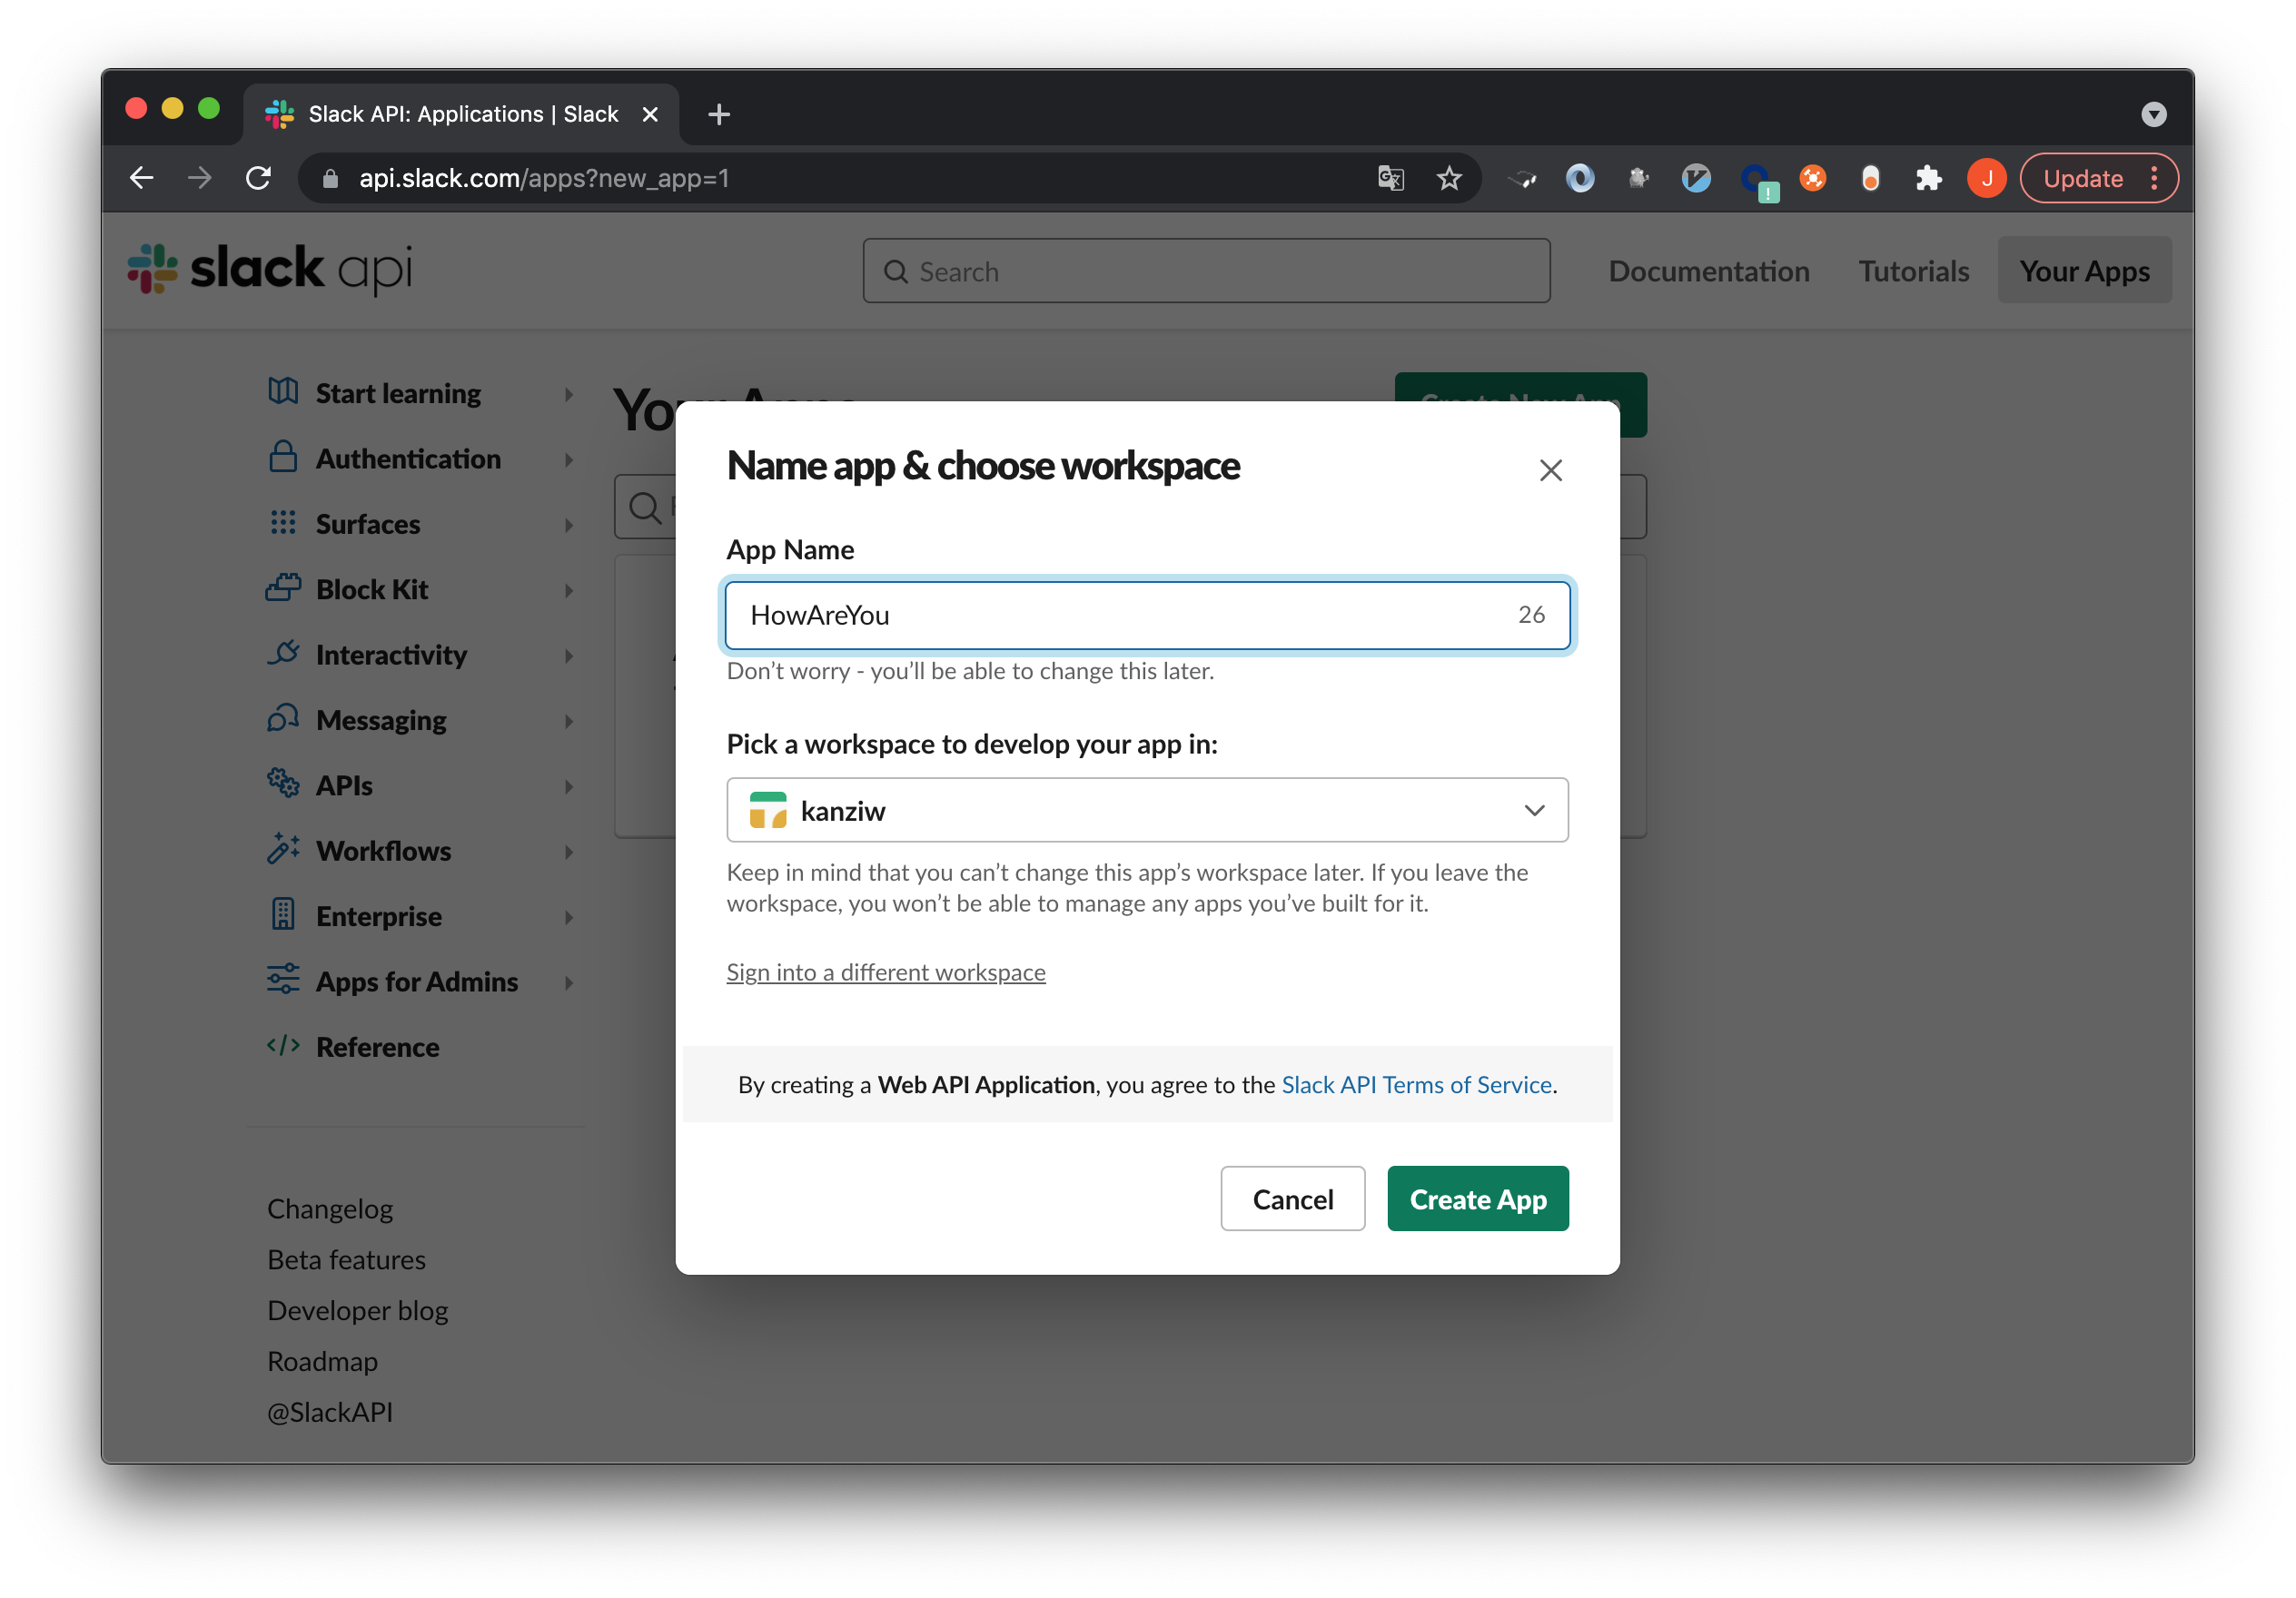 Slack API: Applications | Slack
api.slack.com/apps?new_app=1
J
Update
slack api
Search
Documentation
Tutorials
Your Apps
Start learning
Authentication
Surfaces
Block Kit
Interactivity
Messaging
APIs
Workflows
Enterprise
Apps for Admins
Reference
Changelog
Beta features
Developer blog
Roadmap
@SlackAPI
Your Apps
Create New App
Name app & choose workspace
App Name
HowAreYou
26
Don’t worry - you’ll be able to change this later.
Pick a workspace to develop your app in:
kanziw
Keep in mind that you can’t change this app’s workspace later. If you leave the
workspace, you won’t be able to manage any apps you’ve built for it.
Sign into a different workspace
By creating a Web API Application, you agree to the Slack API Terms of Service.
Cancel
Create App